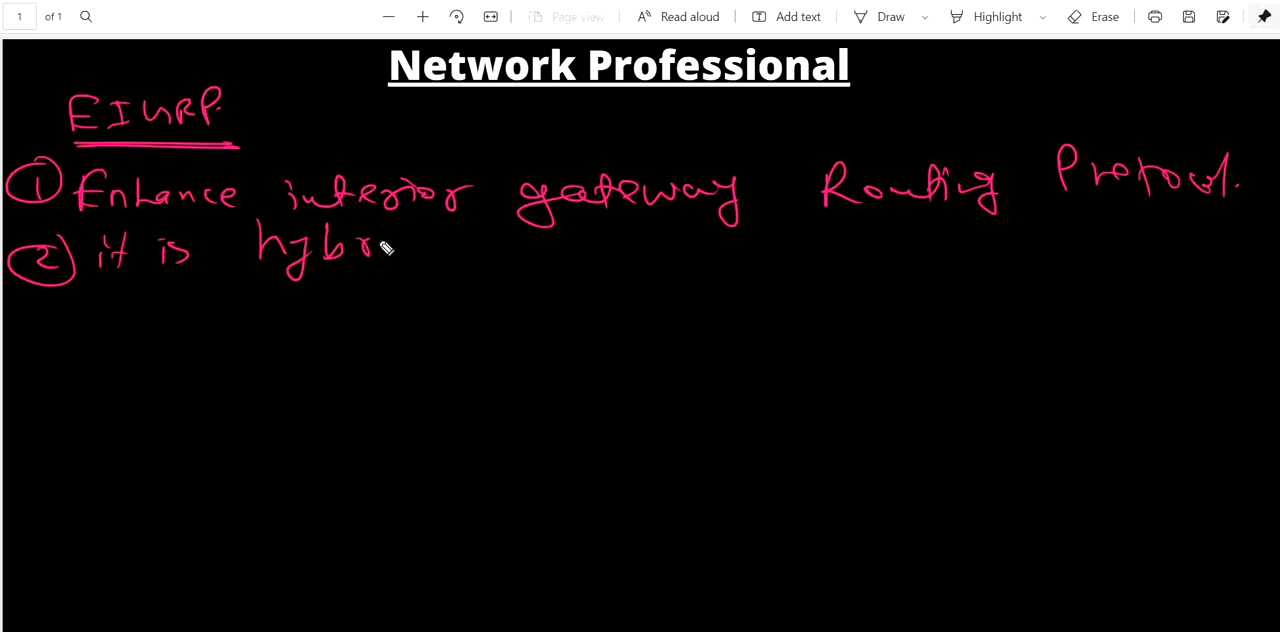 1 of 1 Page view Read aloud Add text Draw Highlight Erase
Network Professional
EIGRP.
① Enhance interior gateway Routing Protocol.
② it is hybr